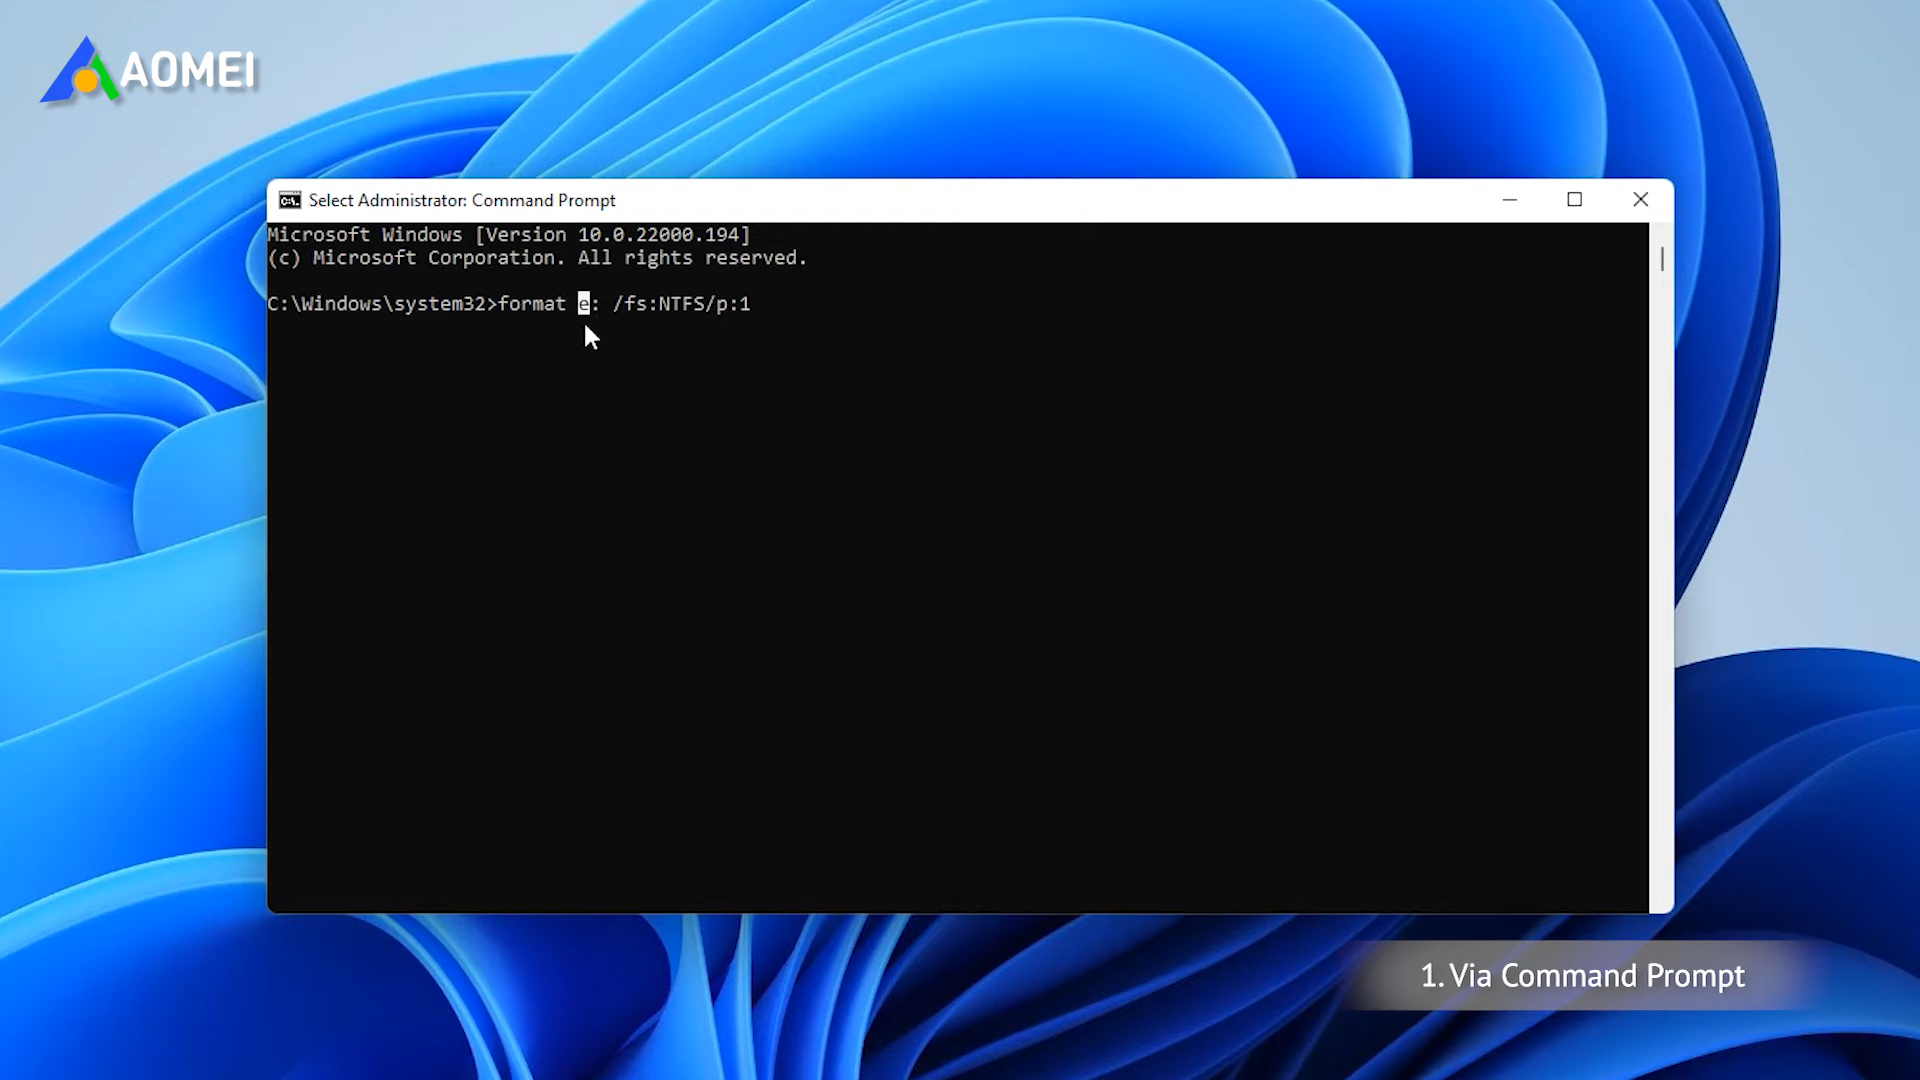 AOMEI
Select Administrator: Command Prompt
Microsoft Windows [Version 10.0.22000.194]
(c) Microsoft Corporation. All rights reserved.
C:\Windows\system32>format e: /fs:NTFS/p:1
1. Via Command Prompt